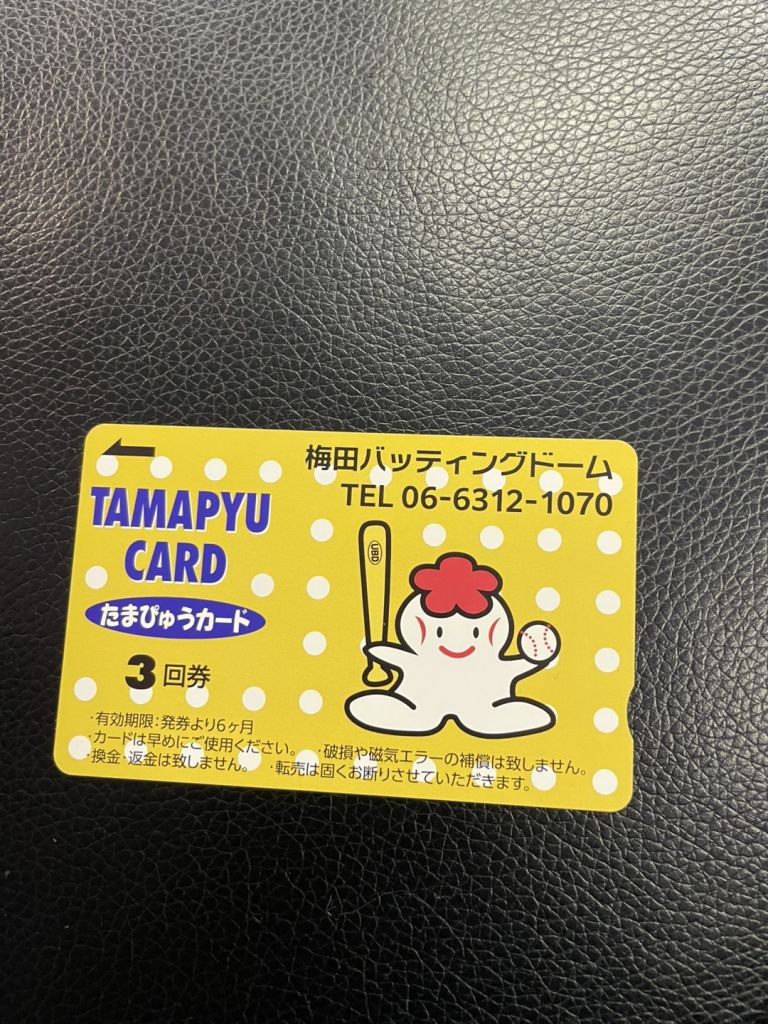 梅田バッティングドーム
TEL 06-6312-1070
TAMAPYU
CARD
たまぴゅうカード
3回券
UBD
・有効期限:発券より6ヶ月
・カードは早めにご使用ください。 ・破損や磁気エラーの補償は致しません。
・換金・返金は致しません。 ・転売は固くお断りさせていただきます。